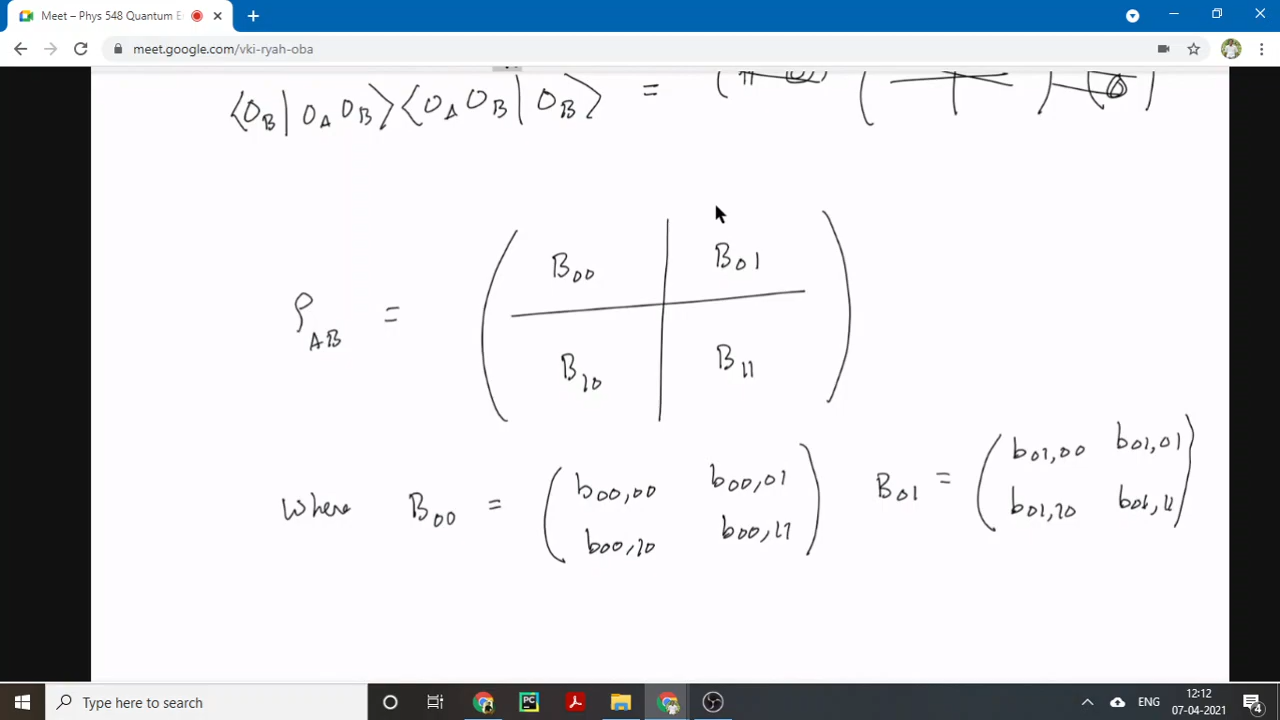 Meet – Phys 548 Quantum E
meet.google.com/vki-ryah-oba
⟨0_B| 0_A 0_B⟩⟨0_A 0_B | 0_B⟩ =
ρ_AB = ( B_00 B_01
B_10 B_11 )
where B_00 = ( b_00,00 b_00,01 B_01 = ( b_01,00 b_01,01
b_00,10 b_00,11 ) b_01,10 b_01,11 )
Type here to search
ENG
12:12
07-04-2021
4